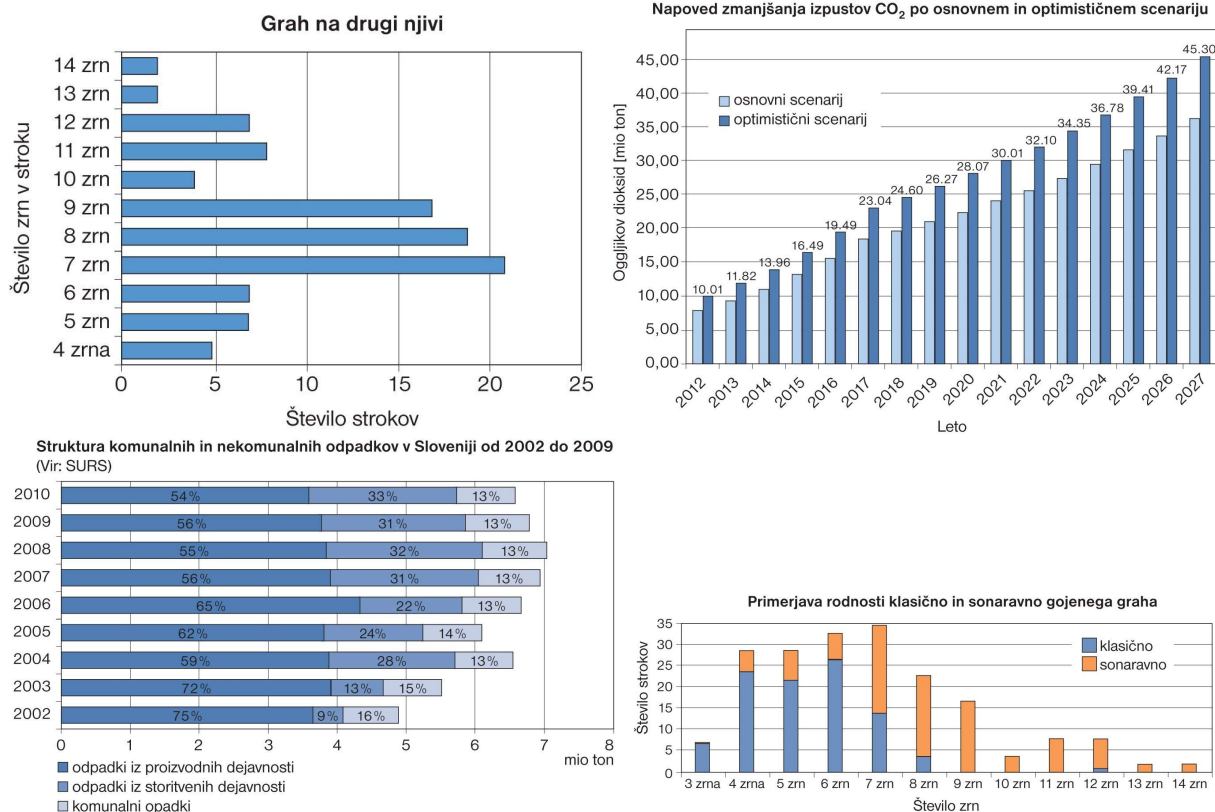 Grah na drugi njivi
Število zrn v stroku
14 zrn
13 zrn
12 zrn
11 zrn
10 zrn
9 zrn
8 zrn
7 zrn
6 zrn
5 zrn
4 zrna
0 5 10 15 20 25
Število strokov
Napoved zmanjšanja izpustov CO₂ po osnovnem in optimističnem scenariju
Oggljikov dioksid [mio ton]
45,00
40,00
35,00
30,00
25,00
20,00
15,00
10,00
5,00
0,00
osnovni scenarij
optimistični scenarij
10.01 11.82 13.96 16.49 19.49 23.04 24.60 26.27 28.07 30.01 32.10 34.35 36.78 39.41 42.17 45.30
2012 2013 2014 2015 2016 2017 2018 2019 2020 2021 2022 2023 2024 2025 2026 2027
Leto
Struktura komunalnih in nekomunalnih odpadkov v Sloveniji od 2002 do 2009
(Vir: SURS)
2010 54% 33% 13%
2009 56% 31% 13%
2008 55% 32% 13%
2007 56% 31% 13%
2006 65% 22% 13%
2005 62% 24% 14%
2004 59% 28% 13%
2003 72% 13% 15%
2002 75% 9% 16%
0 1 2 3 4 5 6 7 8
mio ton
odpadki iz proizvodnih dejavnosti
odpadki iz storitvenih dejavnosti
komunalni opadki
Primerjava rodnosti klasično in sonaravno gojenega graha
Število strokov
35
30
25
20
15
10
5
0
klasično
sonaravno
3 zrna 4 zrna 5 zrn 6 zrn 7 zrn 8 zrn 9 zrn 10 zrn 11 zrn 12 zrn 13 zrn 14 zrn
Število zrn